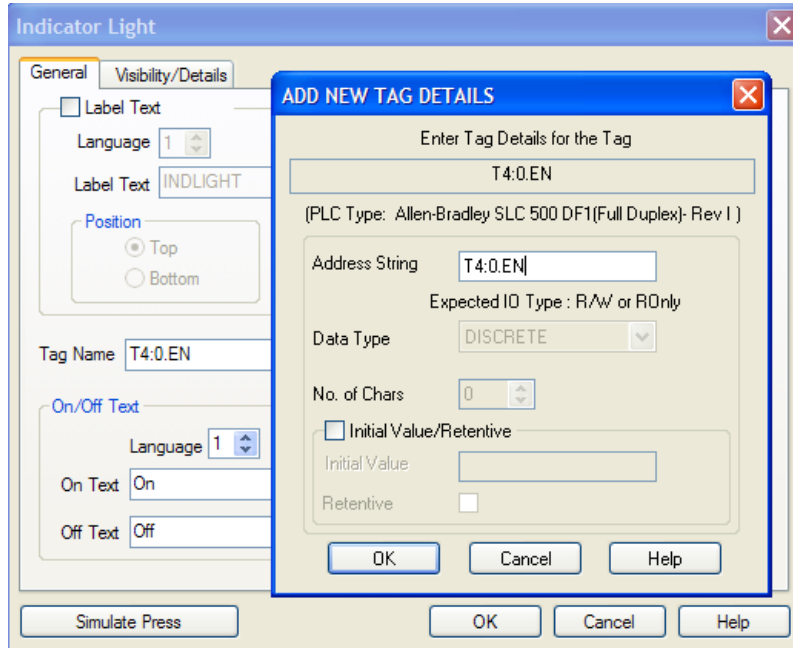 Indicator Light
General
Visibility/Details
Label Text
Language 1
Label Text INDLIGHT
Position
Top
Bottom
Tag Name T4:0.EN
On/Off Text
Language 1
On Text On
Off Text Off
Simulate Press
OK
Cancel
Help
ADD NEW TAG DETAILS
Enter Tag Details for the Tag
T4:0.EN
(PLC Type: Allen-Bradley SLC 500 DF1(Full Duplex)- Rev I )
Address String T4:0.EN
Expected IO Type : R/W or ROnly
Data Type DISCRETE
No. of Chars 0
Initial Value/Retentive
Initial Value
Retentive
OK
Cancel
Help